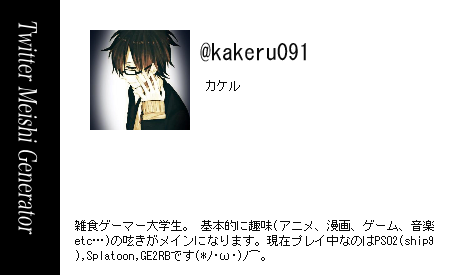 Twitter Meishi Generator
@kakeru091
カケル
雑食ゲーマー大学生。 基本的に趣味(アニメ、漫画、ゲーム、音楽
etc…)の呟きがメインになります。現在プレイ中なのはPSO2(ship9
),Splatoon,GE2RBです(*ﾉ･ω･)ﾉ⌒。